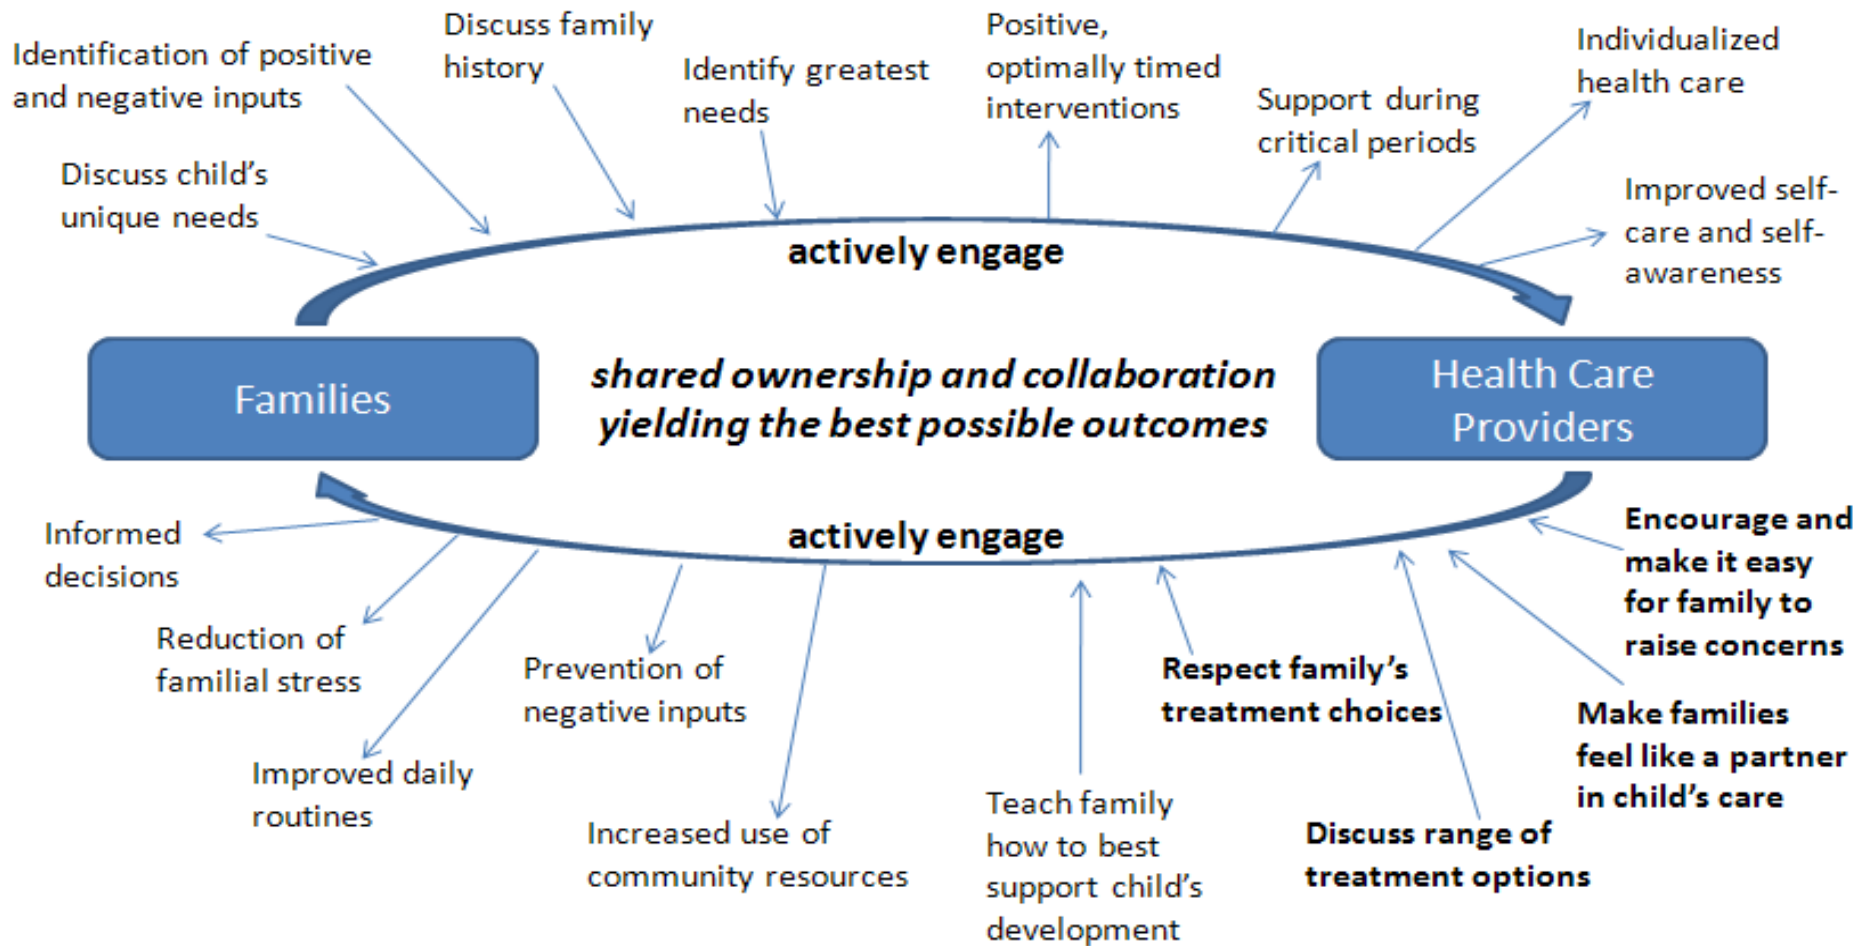 Identification of positive
and negative inputs
Discuss family
history
Identify greatest
needs
Positive,
optimally timed
interventions
Support during
critical periods
Individualized
health care
Discuss child's
unique needs
Improved self-
care and self-
awareness
actively engage
Families
shared ownership and collaboration
yielding the best possible outcomes
Health Care
Providers
actively engage
Informed
decisions
Reduction of
familial stress
Improved daily
routines
Prevention of
negative inputs
Increased use of
community resources
Teach family
how to best
support child's
development
Respect family's
treatment choices
Discuss range of
treatment options
Make families
feel like a partner
in child's care
Encourage and
make it easy
for family to
raise concerns